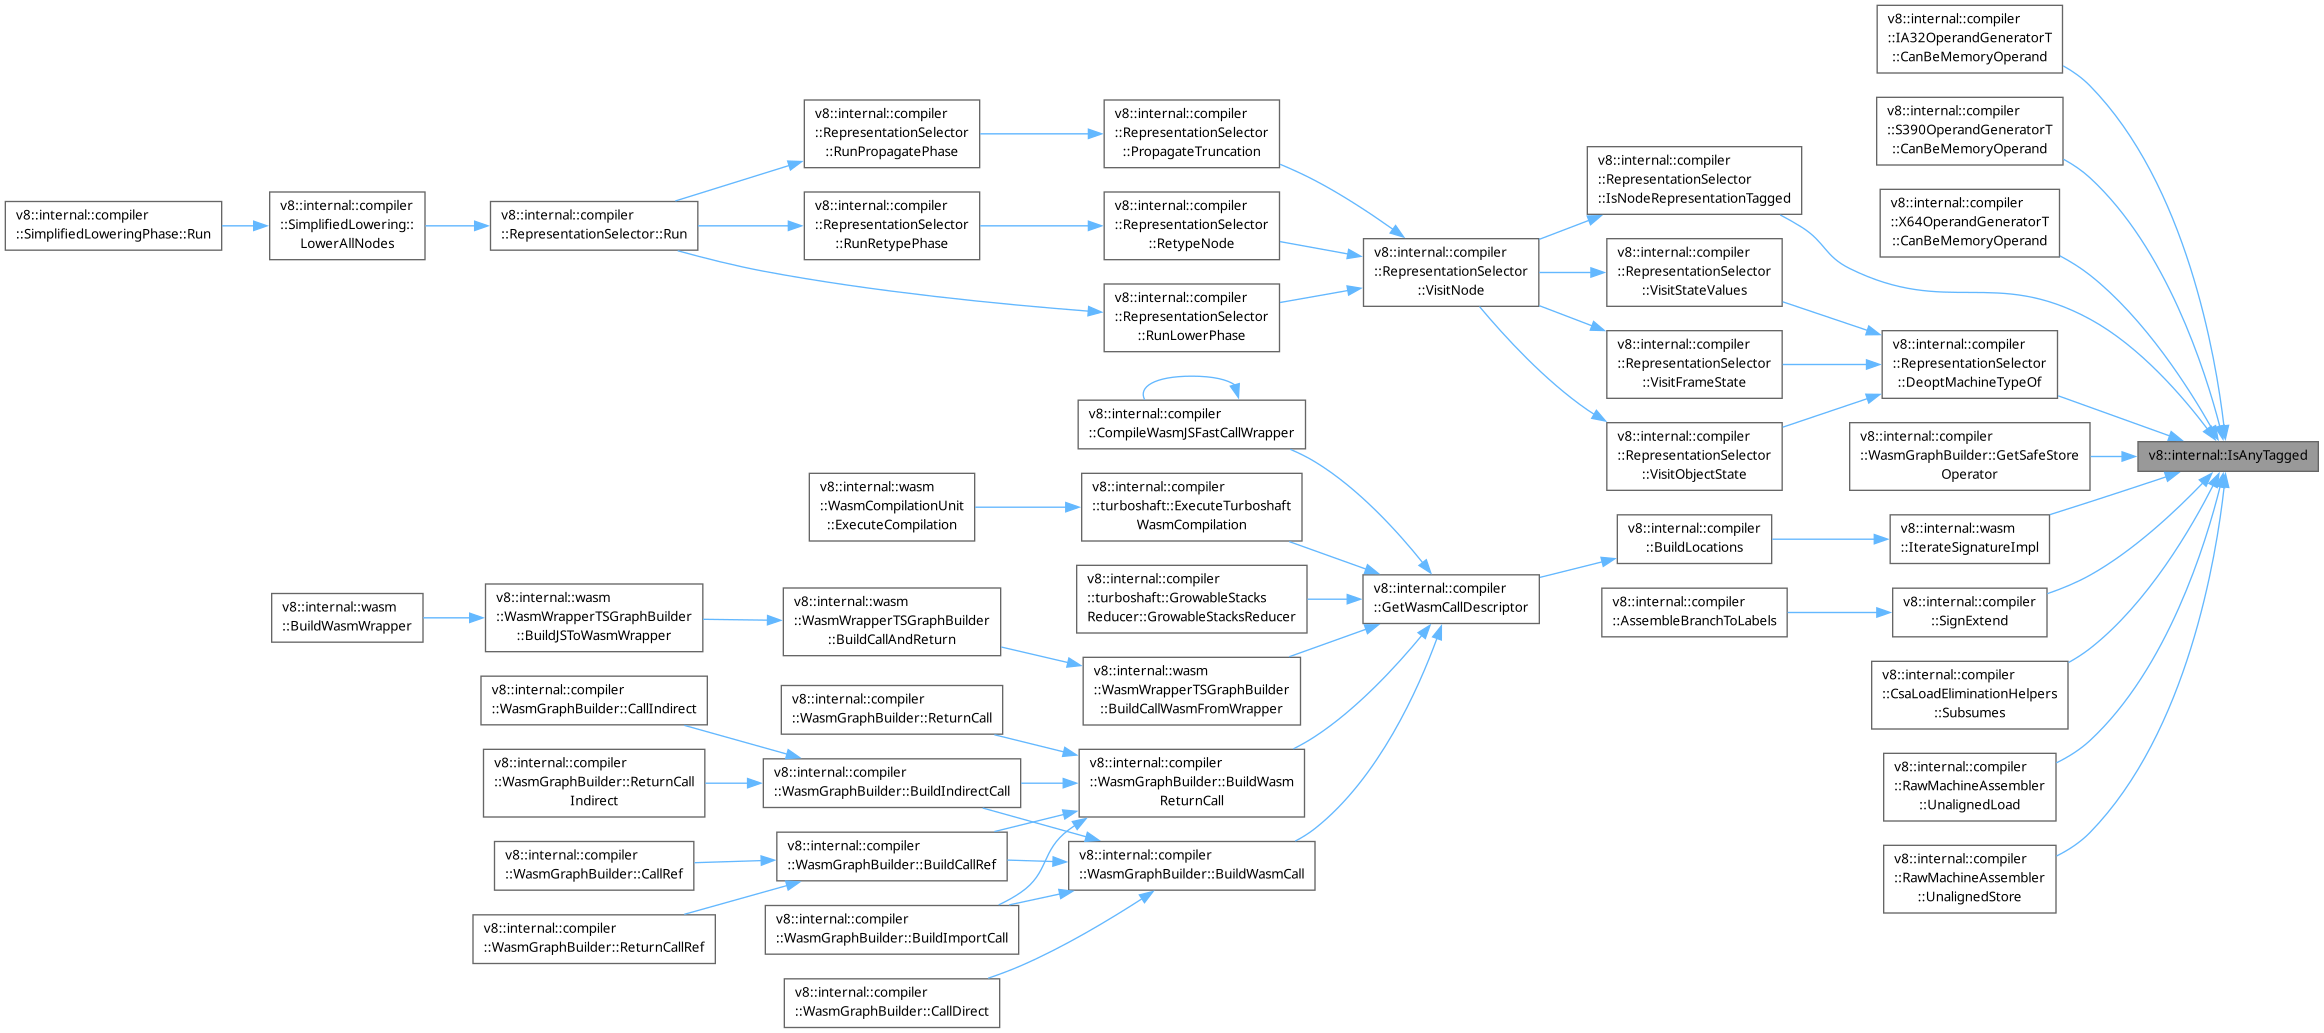 v8::internal::compiler
::IA32OperandGeneratorT
::CanBeMemoryOperand
v8::internal::compiler
::S390OperandGeneratorT
::CanBeMemoryOperand
v8::internal::compiler
::X64OperandGeneratorT
::CanBeMemoryOperand
v8::internal::compiler
::RepresentationSelector
::RunPropagatePhase
v8::internal::compiler
::RepresentationSelector
::PropagateTruncation
v8::internal::compiler
::RepresentationSelector
::IsNodeRepresentationTagged
v8::internal::compiler
::SimplifiedLoweringPhase::Run
v8::internal::compiler
::SimplifiedLowering::
LowerAllNodes
v8::internal::compiler
::RepresentationSelector::Run
v8::internal::compiler
::RepresentationSelector
::RunRetypePhase
v8::internal::compiler
::RepresentationSelector
::RetypeNode
v8::internal::compiler
::RepresentationSelector
::VisitNode
v8::internal::compiler
::RepresentationSelector
::VisitStateValues
v8::internal::compiler
::RepresentationSelector
::RunLowerPhase
v8::internal::compiler
::RepresentationSelector
::VisitFrameState
v8::internal::compiler
::RepresentationSelector
::DeoptMachineTypeOf
v8::internal::compiler
::CompileWasmJSFastCallWrapper
v8::internal::compiler
::RepresentationSelector
::VisitObjectState
v8::internal::compiler
::WasmGraphBuilder::GetSafeStore
Operator
v8::internal::IsAnyTagged
v8::internal::wasm
::WasmCompilationUnit
::ExecuteCompilation
v8::internal::compiler
::turboshaft::ExecuteTurboshaft
WasmCompilation
v8::internal::compiler
::BuildLocations
v8::internal::wasm
::IterateSignatureImpl
v8::internal::compiler
::turboshaft::GrowableStacks
Reducer::GrowableStacksReducer
v8::internal::compiler
::GetWasmCallDescriptor
v8::internal::compiler
::AssembleBranchToLabels
v8::internal::compiler
::SignExtend
v8::internal::wasm
::BuildWasmWrapper
v8::internal::wasm
::WasmWrapperTSGraphBuilder
::BuildJSToWasmWrapper
v8::internal::wasm
::WasmWrapperTSGraphBuilder
::BuildCallAndReturn
v8::internal::wasm
::WasmWrapperTSGraphBuilder
::BuildCallWasmFromWrapper
v8::internal::compiler
::CsaLoadEliminationHelpers
::Subsumes
v8::internal::compiler
::WasmGraphBuilder::CallIndirect
v8::internal::compiler
::WasmGraphBuilder::ReturnCall
v8::internal::compiler
::WasmGraphBuilder::ReturnCall
Indirect
v8::internal::compiler
::WasmGraphBuilder::BuildIndirectCall
v8::internal::compiler
::WasmGraphBuilder::BuildWasm
ReturnCall
v8::internal::compiler
::RawMachineAssembler
::UnalignedLoad
v8::internal::compiler
::WasmGraphBuilder::CallRef
v8::internal::compiler
::WasmGraphBuilder::BuildCallRef
v8::internal::compiler
::WasmGraphBuilder::BuildWasmCall
v8::internal::compiler
::RawMachineAssembler
::UnalignedStore
v8::internal::compiler
::WasmGraphBuilder::ReturnCallRef
v8::internal::compiler
::WasmGraphBuilder::BuildImportCall
v8::internal::compiler
::WasmGraphBuilder::CallDirect